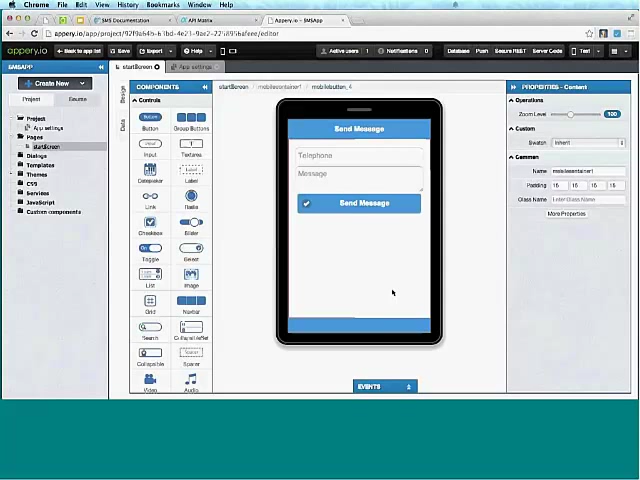 Chrome File Edit View History Bookmarks Window Help
SMS Documentation
API Matrix
Appery.io | SMSApp
appery.io
Back to app list
Save
Export
Help
Active users 1
Notifications 0
Database Push Secure REST Server Code
Test
SMSAPP
startScreen
App settings
Create New
Project
Source
Project
App settings
Pages
startScreen
Dialogs
Templates
Themes
CSS
Services
JavaScript
Custom components
Design
Data
COMPONENTS
Controls
Button
Group Buttons
Input
Textarea
Datepicker
Label
Link
Radio
Checkbox
Slider
Toggle
Select
List
Image
Grid
Navbar
Search
CollapsibleSet
Collapsible
Spacer
Video
Audio
startScreen
mobilecontainer1
mobilebutton_4
Send Message
Telephone
Message
Send Message
EVENTS
PROPERTIES - Content
Operations
Zoom Level
100
Custom
Swatch
Inherit
Common
Name
mobilecontainer1
Padding 15 15 15 15
Class Name
Enter Class Name
More Properties